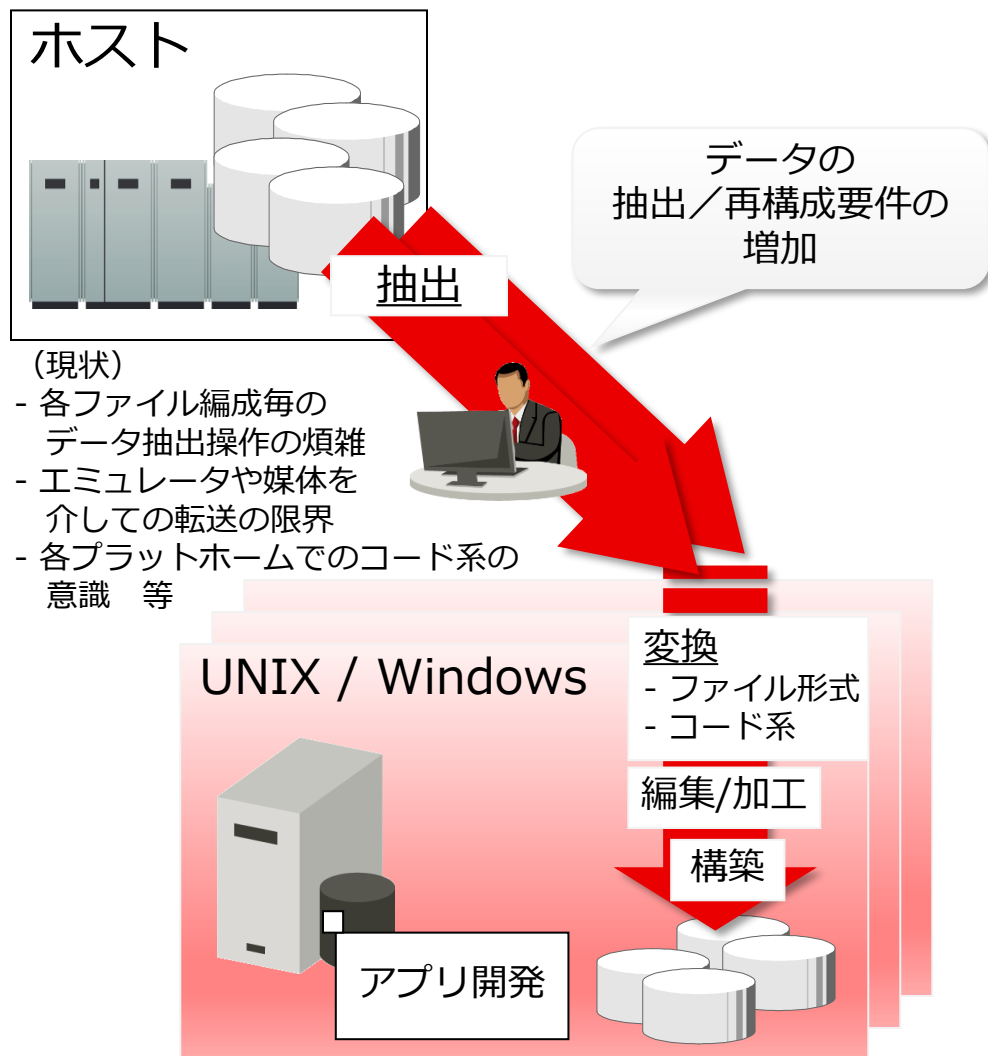 ホスト
データの
抽出／再構成要件の
増加
抽出
（現状）
- 各ファイル編成毎の
データ抽出操作の煩雑
- エミュレータや媒体を
介しての転送の限界
- 各プラットホームでのコード系の
意識　等
UNIX / Windows
変換
- ファイル形式
- コード系
編集/加工
構築
アプリ開発